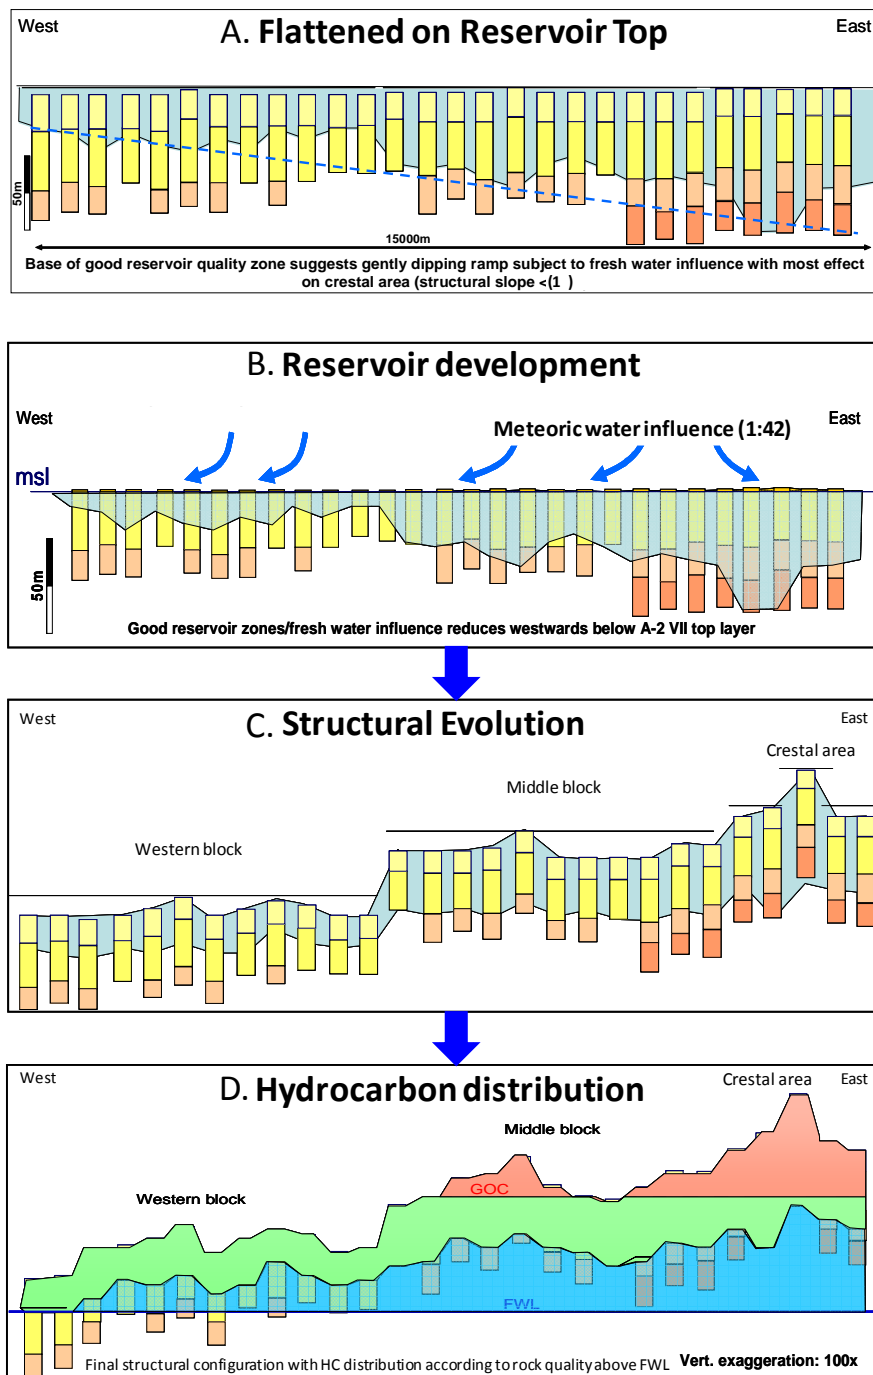 West
A. Flattened on Reservoir Top
East
50m
15000m
Base of good reservoir quality zone suggests gently dipping ramp subject to fresh water influence with most effect
on crestal area (structural slope <(1 )
B. Reservoir development
West
Meteoric water influence (1:42)
East
msl
50m
Good reservoir zones/fresh water influence reduces westwards below A-2 VII top layer
West
C. Structural Evolution
East
Crestal area
Middle block
Western block
West
D. Hydrocarbon distribution
Crestal area
East
Middle block
GOC
Western block
FWL
Final structural configuration with HC distribution according to rock quality above FWL
Vert. exaggeration: 100x